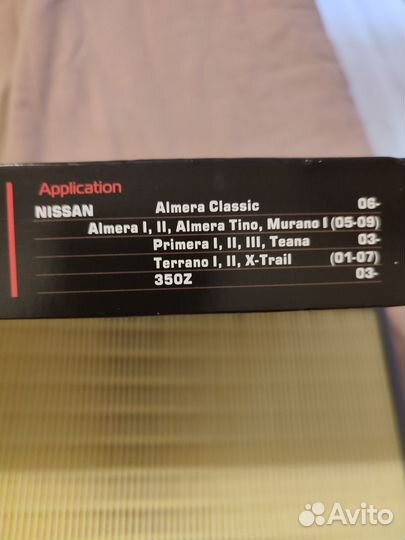 Application
NISSAN Almera Classic 06-
Almera I, II, Almera Tino, Murano I (05-09)
Primera I, II, III, Teana 03-
Terrano I, II, X-Trail (01-07)
350Z 03-
Avito